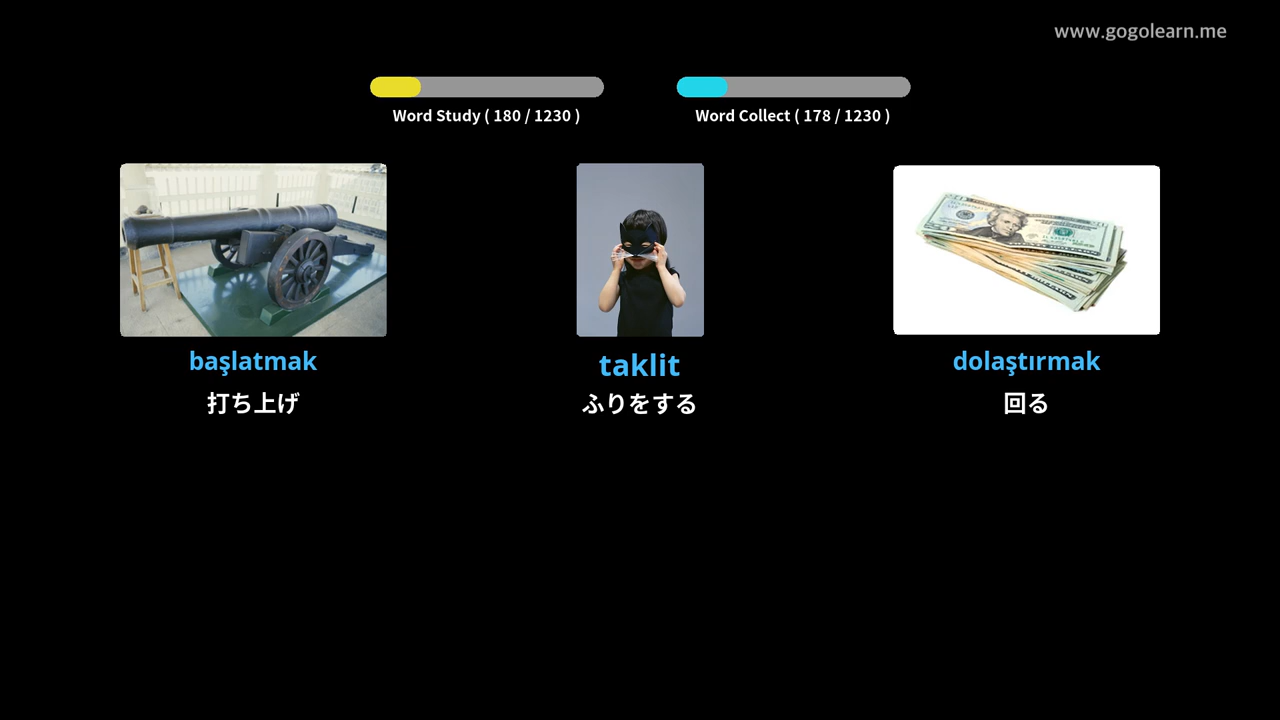 www.gogolearn.me
Word Study ( 180 / 1230 )
Word Collect ( 178 / 1230 )
başlatmak
taklit
dolaştırmak
打ち上げ
ふりをする
回る